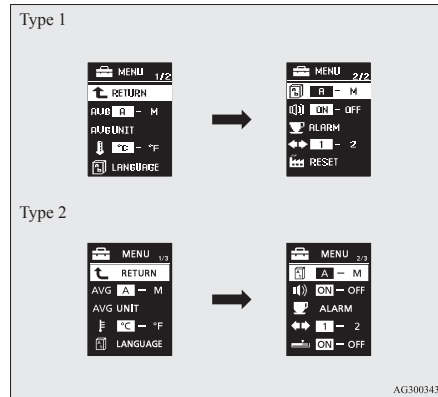 Type 1
MENU 1/2
RETURN
AVG A - M
AVG UNIT
°C - °F
LANGUAGE
MENU 2/2
A - M
ON - OFF
ALARM
1 - 2
RESET
Type 2
MENU 1/3
RETURN
AVG A - M
AVG UNIT
°C - °F
LANGUAGE
MENU 2/3
A - M
ON - OFF
ALARM
1 - 2
ON - OFF
AG300343